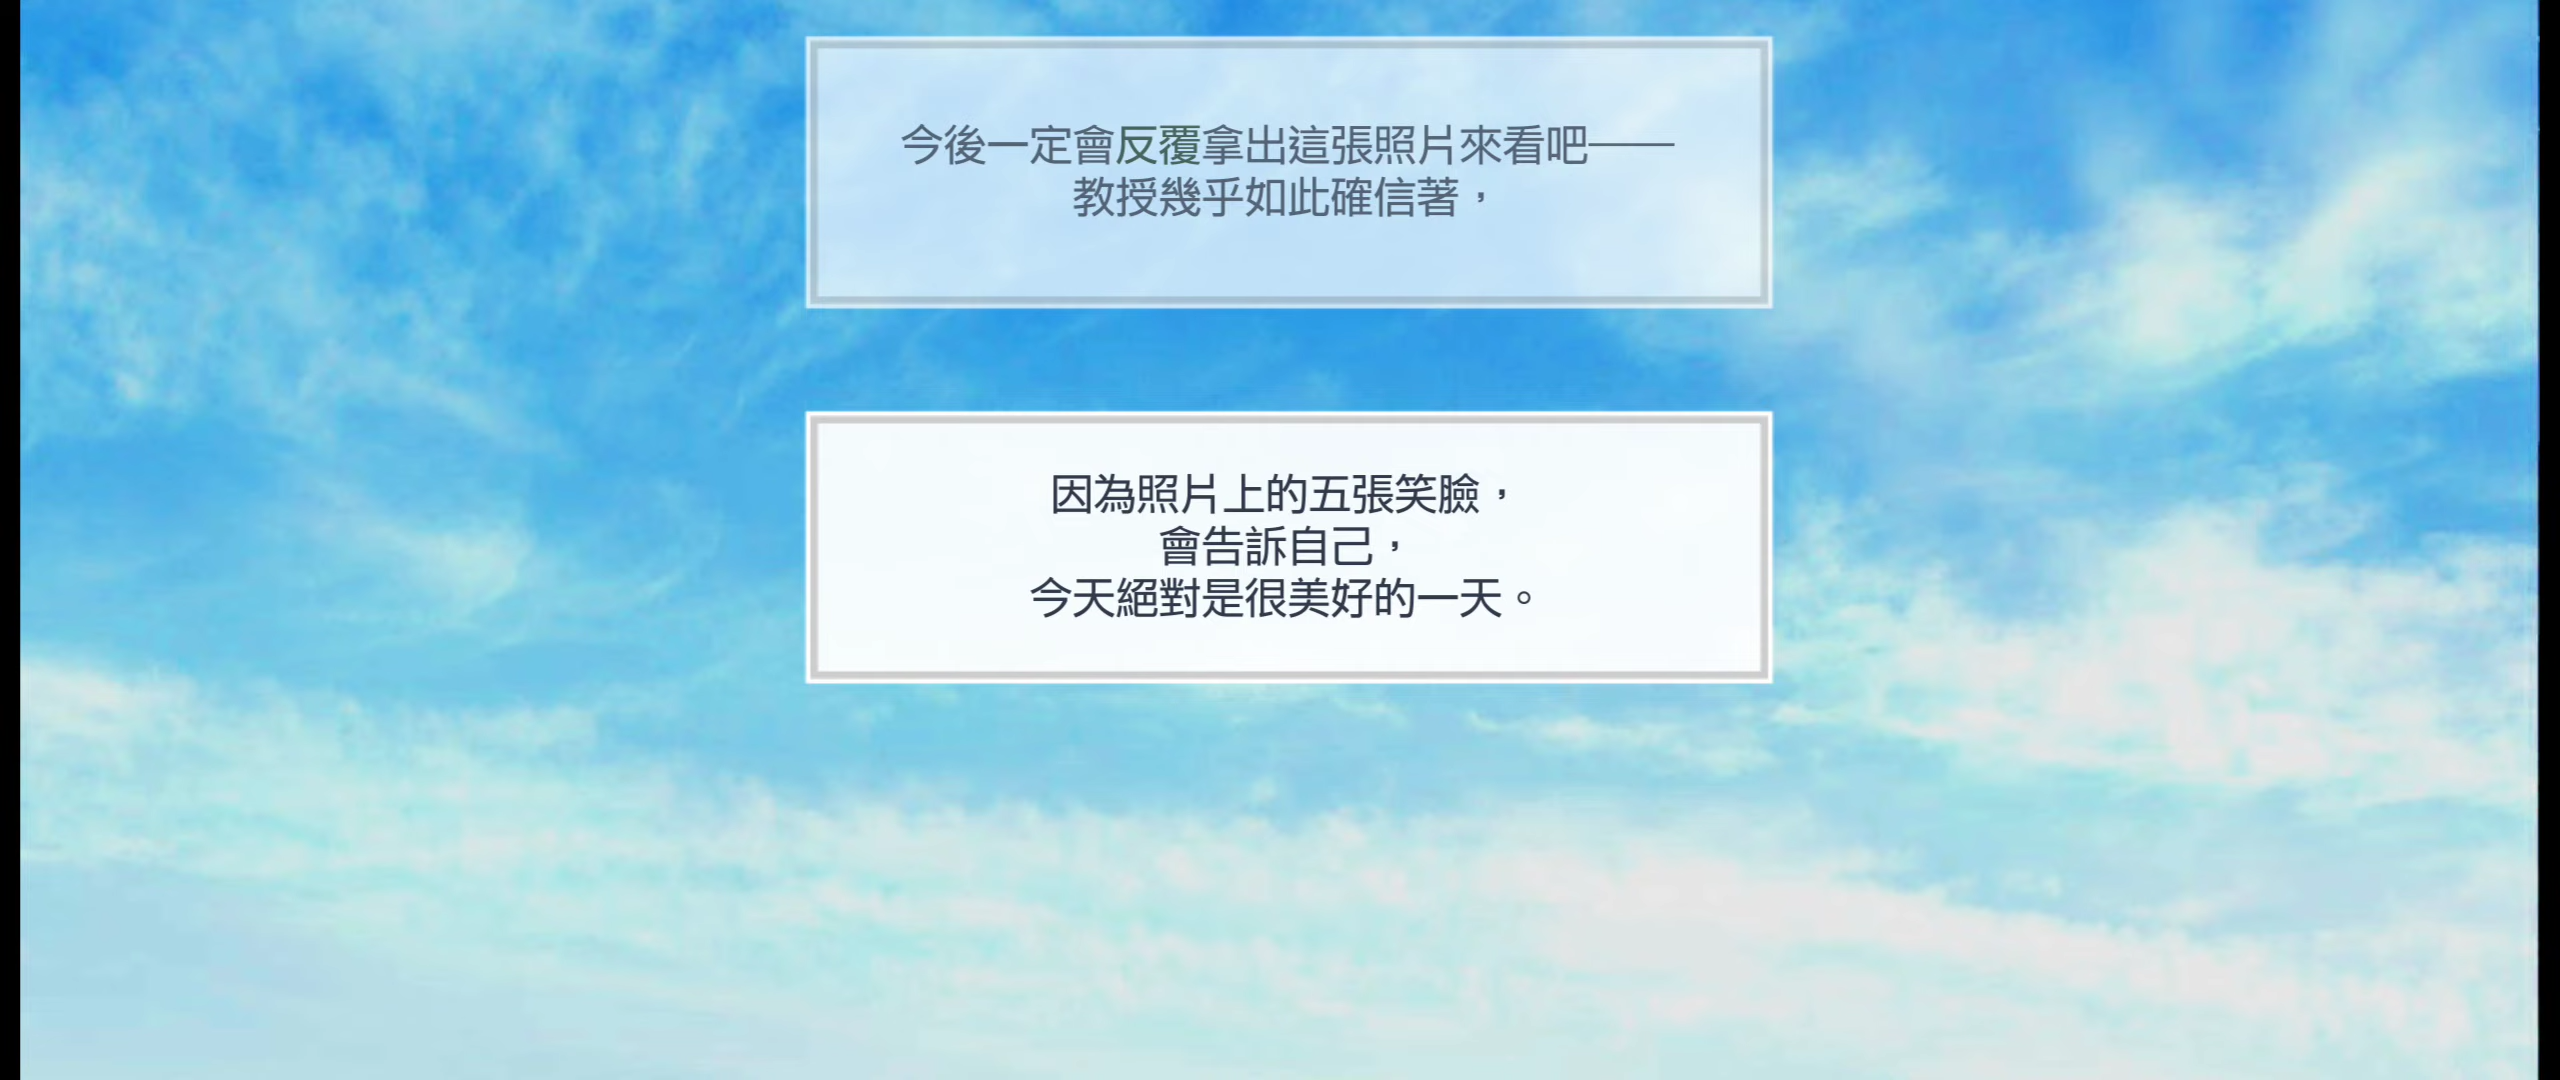 今後一定會反覆拿出這張照片來看吧——
教授幾乎如此確信著，
因為照片上的五張笑臉，
會告訴自己，
今天絕對是很美好的一天。